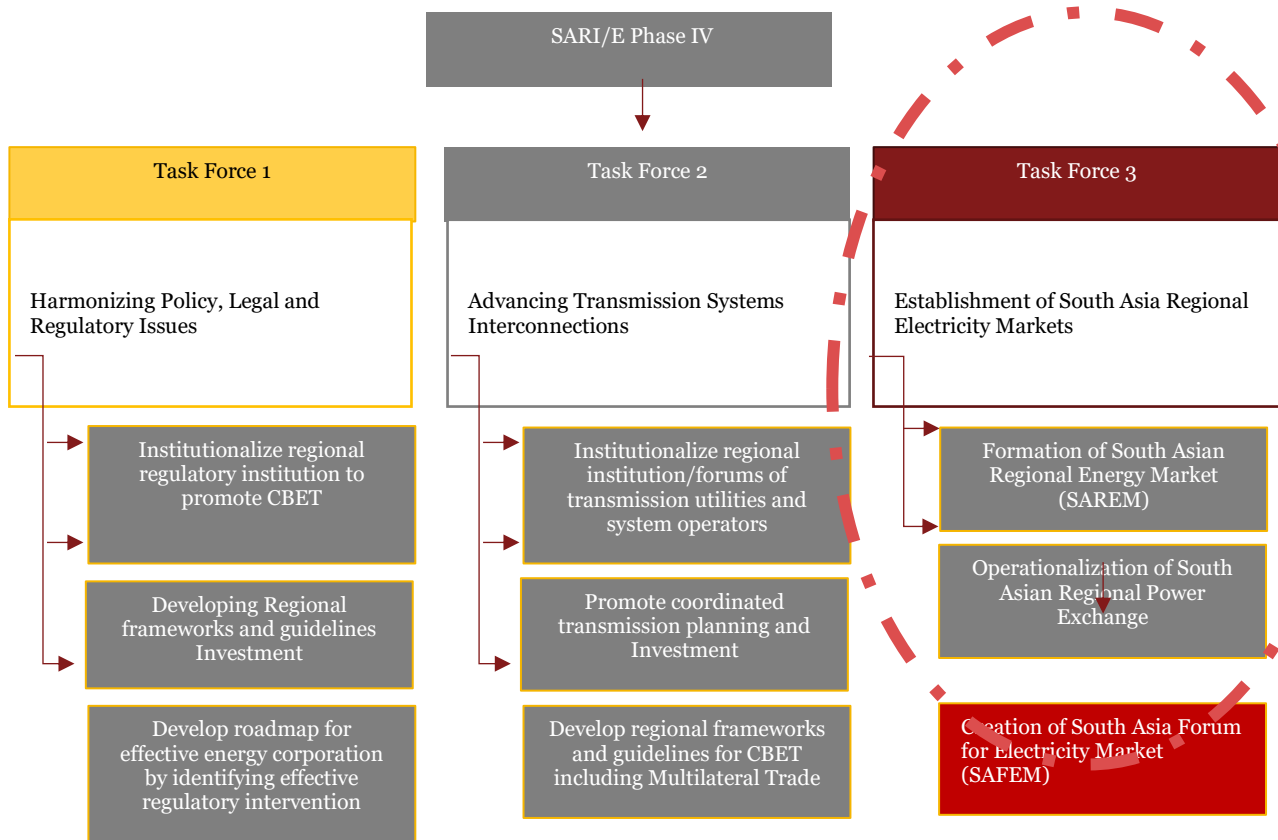 SARI/E Phase IV
Task Force 1
Harmonizing Policy, Legal and
Regulatory Issues
Institutionalize regional
regulatory institution to
promote CBET
Developing Regional
frameworks and guidelines
Investment
Develop roadmap for
effective energy corporation
by identifying effective
regulatory intervention
Task Force 2
Advancing Transmission Systems
Interconnections
Institutionalize regional
institution/forums of
transmission utilities and
system operators
Promote coordinated
transmission planning and
Investment
Develop regional frameworks
and guidelines for CBET
including Multilateral Trade
Task Force 3
Establishment of South Asia Regional
Electricity Markets
Formation of South Asian
Regional Energy Market
(SAREM)
Operationalization of South
Asian Regional Power
Exchange
Creation of South Asia Forum
for Electricity Market
(SAFEM)